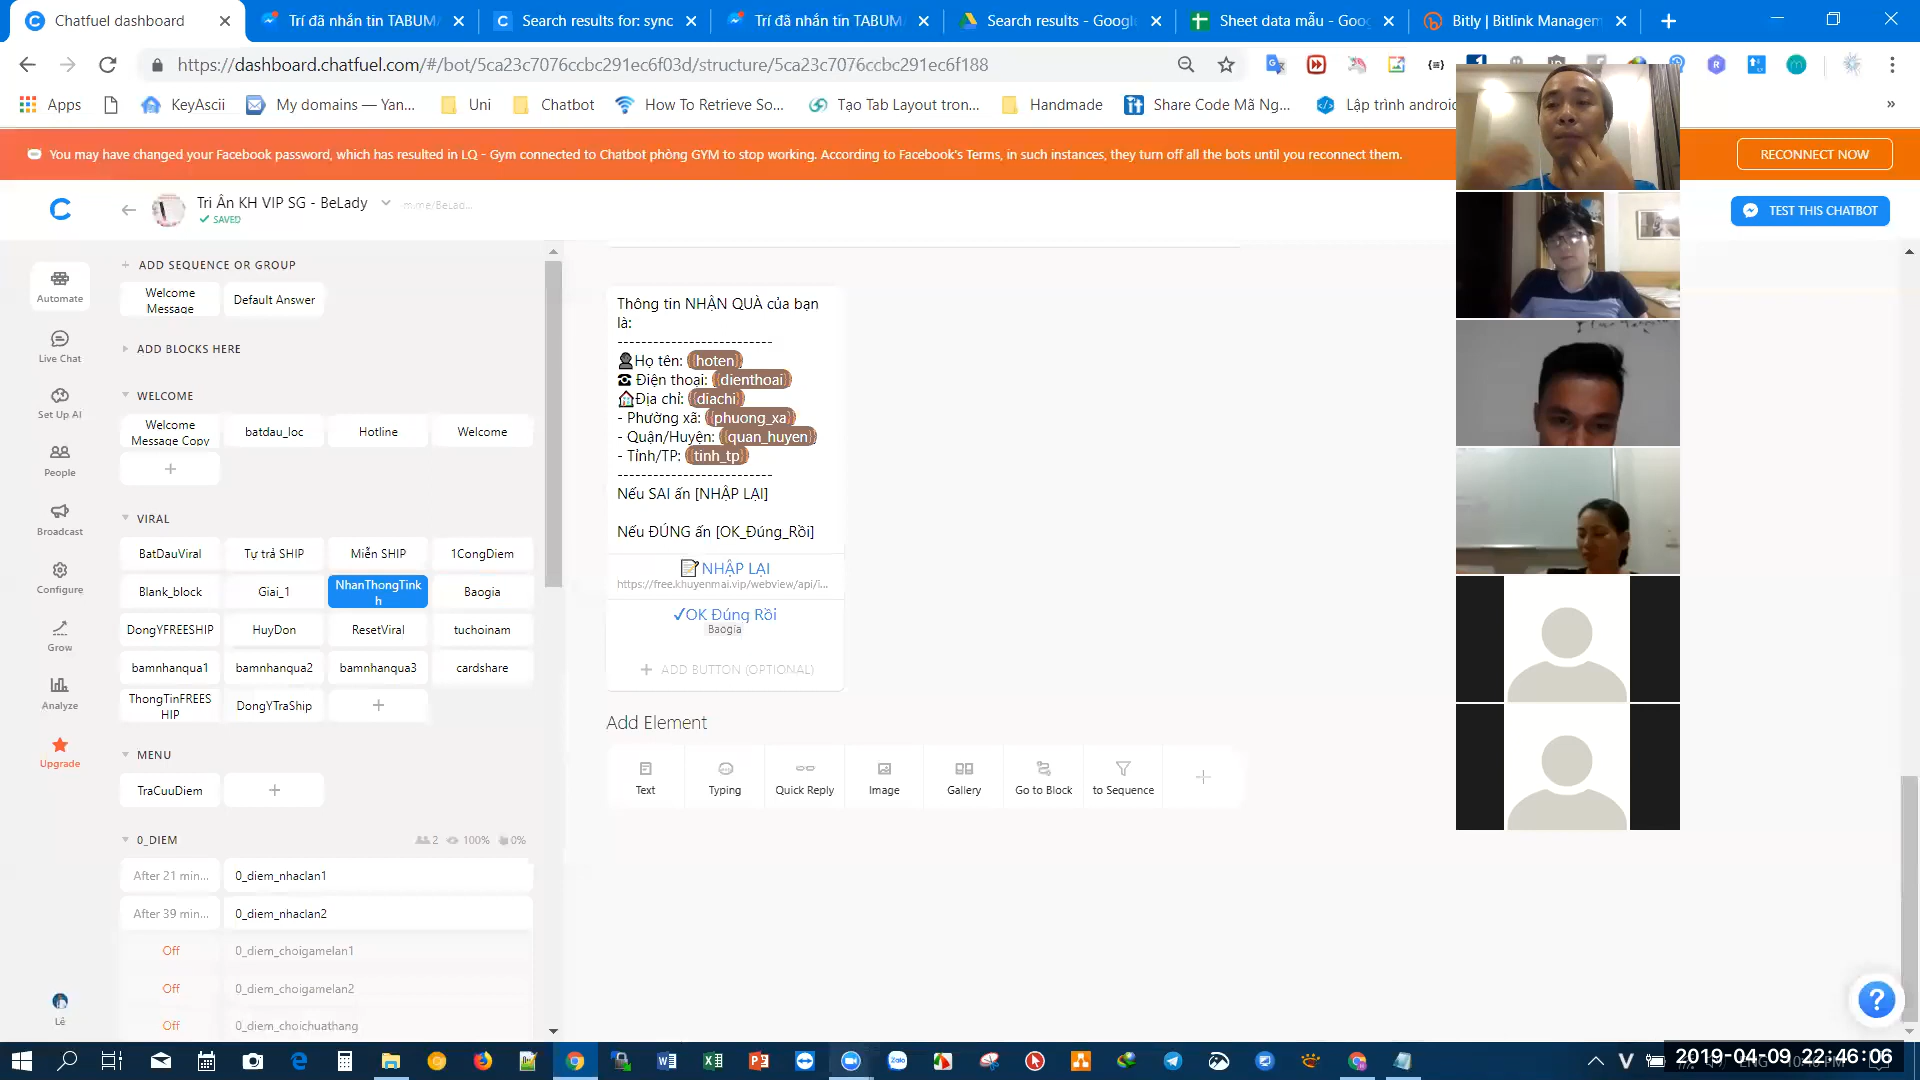 Chatfuel dashboard
Trí đã nhắn tin TABUM
Search results for: sync
Trí đã nhắn tin TABUM
Search results - Google
Sheet data mẫu - Goo
Bitly | Bitlink Managem
https://dashboard.chatfuel.com/#/bot/5ca23c7076ccbc291ec6f03d/structure/5ca23c7076ccbc291ec6f188
Apps
KeyAscii
My domains — Yan...
Uni
Chatbot
How To Retrieve So...
Tạo Tab Layout tron...
Handmade
Share Code Mã Ng...
Lập trình androi
You may have changed your Facebook password, which has resulted in LQ - Gym connected to Chatbot phòng GYM to stop working. According to Facebook's Terms, in such instances, they turn off all the bots until you reconnect them.
RECONNECT NOW
Tri Ân KH VIP SG - BeLady
m.me/BeLad...
SAVED
TEST THIS CHATBOT
Automate
Live Chat
Set Up AI
People
Broadcast
Configure
Grow
Analyze
Upgrade
Lê
ADD SEQUENCE OR GROUP
Welcome Message
Default Answer
ADD BLOCKS HERE
WELCOME
Welcome Message Copy
batdau_loc
Hotline
Welcome
VIRAL
BatDauViral
Tự trả SHIP
Miễn SHIP
1CongDiem
Blank_block
Giai_1
NhanThongTinkh
Baogia
DongYFREESHIP
HuyDon
ResetViral
tuchoinam
bamnhanqua1
bamnhanqua2
bamnhanqua3
cardshare
ThongTinFREESHIP
DongYTraShip
MENU
TraCuuDiem
0_DIEM
2
100%
0%
After 21 min...
0_diem_nhaclan1
After 39 min...
0_diem_nhaclan2
Off
0_diem_choigamelan1
Off
0_diem_choigamelan2
Off
0_diem_choichuathang
Thông tin NHẬN QUÀ của bạn là:
--------------------------
Họ tên: {{hoten}}
Điện thoại: {{dienthoai}}
Địa chỉ: {{diachi}}
- Phường xã: {{phuong_xa}}
- Quận/Huyện: {{quan_huyen}}
- Tỉnh/TP: {{tinh_tp}}
--------------------------
Nếu SAI ấn [NHẬP LẠI]
Nếu ĐÚNG ấn [OK_Đúng_Rồi]
NHẬP LẠI
https://free.khuyenmai.vip/webview/api/i...
✓OK Đúng Rồi
Baogia
ADD BUTTON (OPTIONAL)
Add Element
Text
Typing
Quick Reply
Image
Gallery
Go to Block
to Sequence
2019-04-09 22:46:06